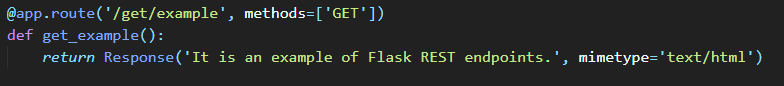 @app.route('/get/example', methods=['GET'])
def get_example():
    return Response('It is an example of Flask REST endpoints.', mimetype='text/html')